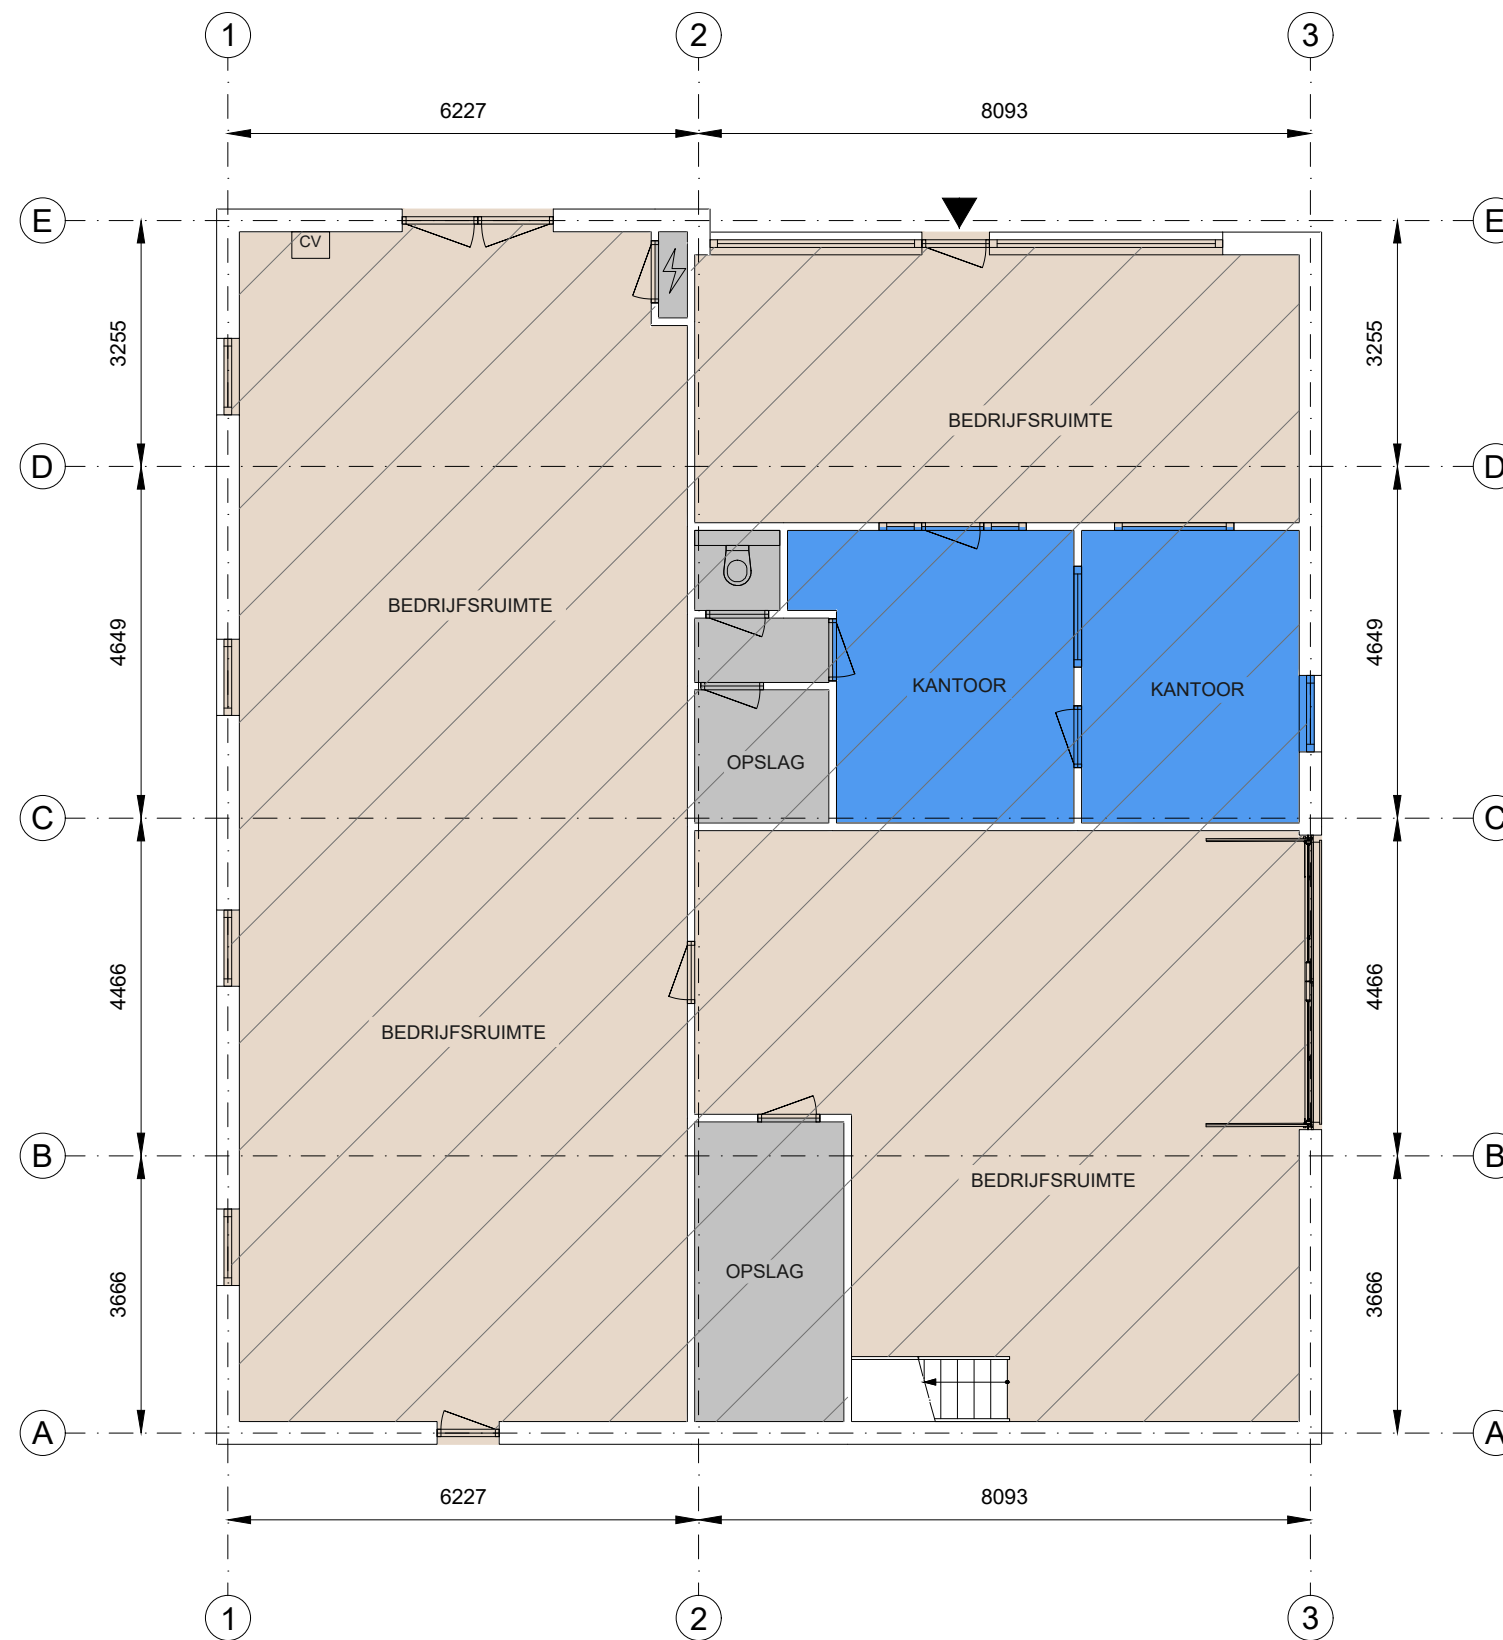 1 2 3
6227 8093
E E
CV
3255 3255
BEDRIJFSRUIMTE
D D
BEDRIJFSRUIMTE
4649 4649
KANTOOR KANTOOR
OPSLAG
C C
4466 4466
BEDRIJFSRUIMTE
B B
BEDRIJFSRUIMTE
OPSLAG
3666 3666
A A
6227 8093
1 2 3